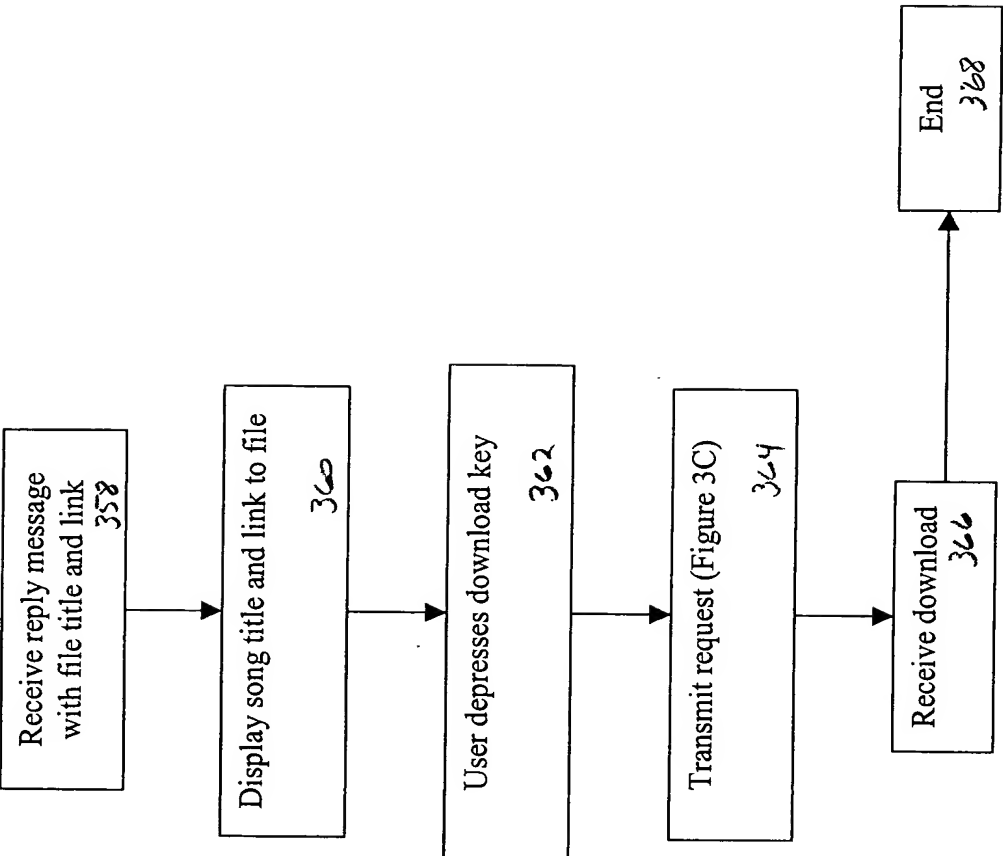 Receive reply message
with file title and link
358
Display song title and link to file
360
User depresses download key
362
Transmit request (Figure 3C)
364
Receive download
366
End
368